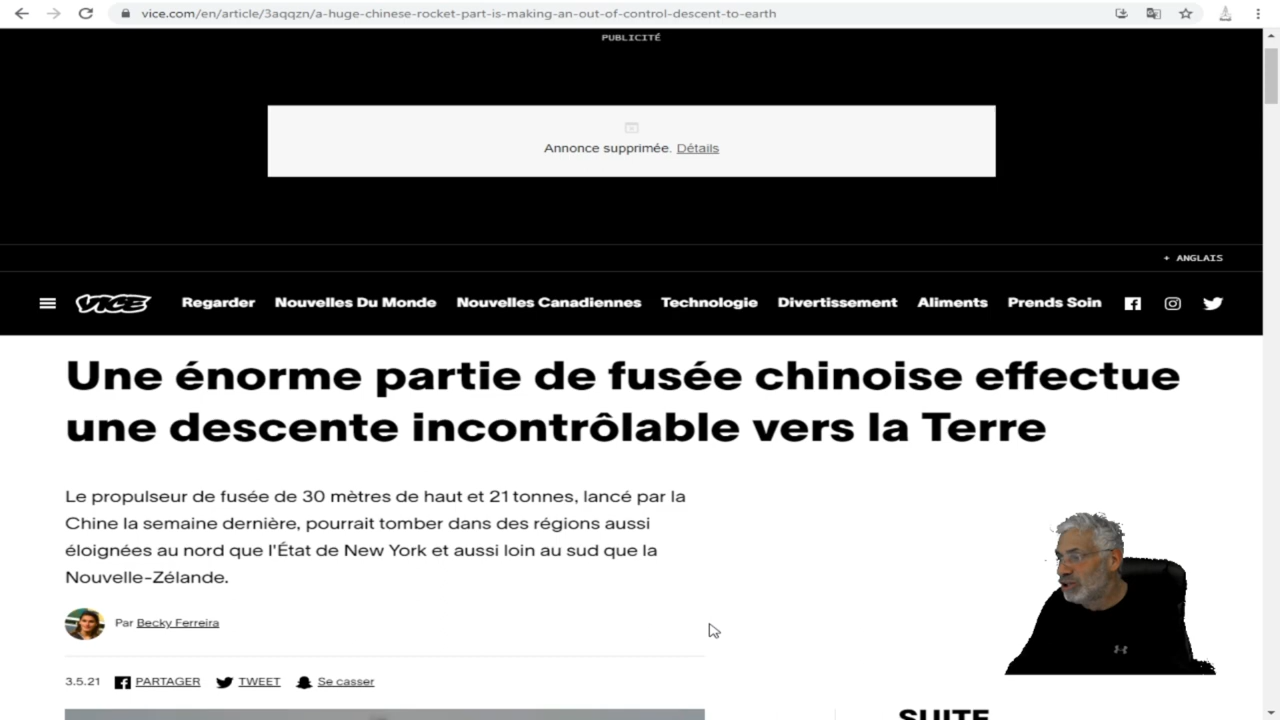 vice.com/en/article/3aqqzn/a-huge-chinese-rocket-part-is-making-an-out-of-control-descent-to-earth
PUBLICITÉ
Annonce supprimée. Détails
+ ANGLAIS
VICE Regarder Nouvelles Du Monde Nouvelles Canadiennes Technologie Divertissement Aliments Prends Soin
Une énorme partie de fusée chinoise effectue
une descente incontrôlable vers la Terre
Le propulseur de fusée de 30 mètres de haut et 21 tonnes, lancé par la
Chine la semaine dernière, pourrait tomber dans des régions aussi
éloignées au nord que l'État de New York et aussi loin au sud que la
Nouvelle-Zélande.
Par Becky Ferreira
3.5.21 PARTAGER TWEET Se casser
SUITE